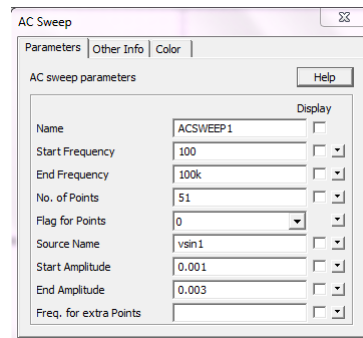 AC Sweep
Parameters Other Info Color
AC sweep parameters Help
Display
Name ACSWEEP1
Start Frequency 100
End Frequency 100k
No. of Points 51
Flag for Points 0
Source Name vsin1
Start Amplitude 0.001
End Amplitude 0.003
Freq. for extra Points